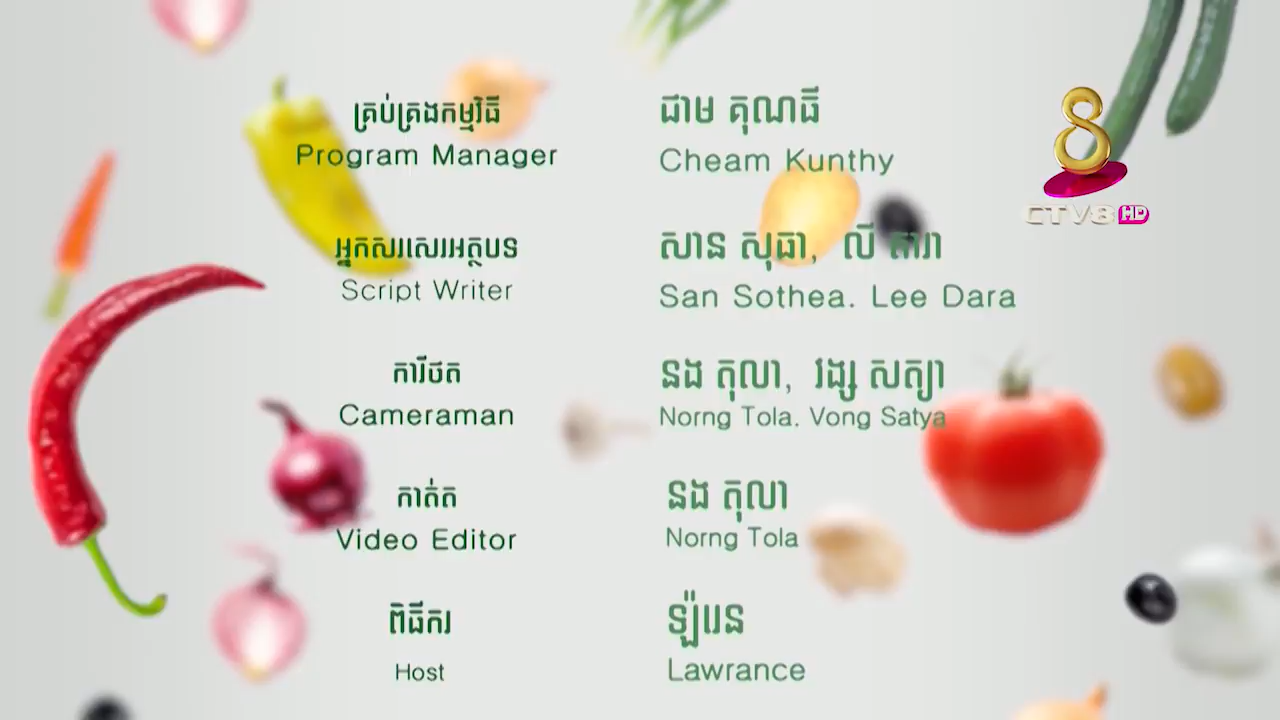 គ្រប់គ្រងកម្មវិធី ជាម គុណធី
Program Manager Cheam Kunthy
អ្នកសរសេរអត្ថបទ សាន សុធា, លី តារា
Script Writer San Sothea. Lee Dara
ការីថត នង តុលា, វង្ស សត្យា
Cameraman Norng Tola. Vong Satya
កាត់ត នង តុលា
Video Editor Norng Tola
ពិធីករ ឡ៉រេន
Host Lawrance
8
CTV8 HD